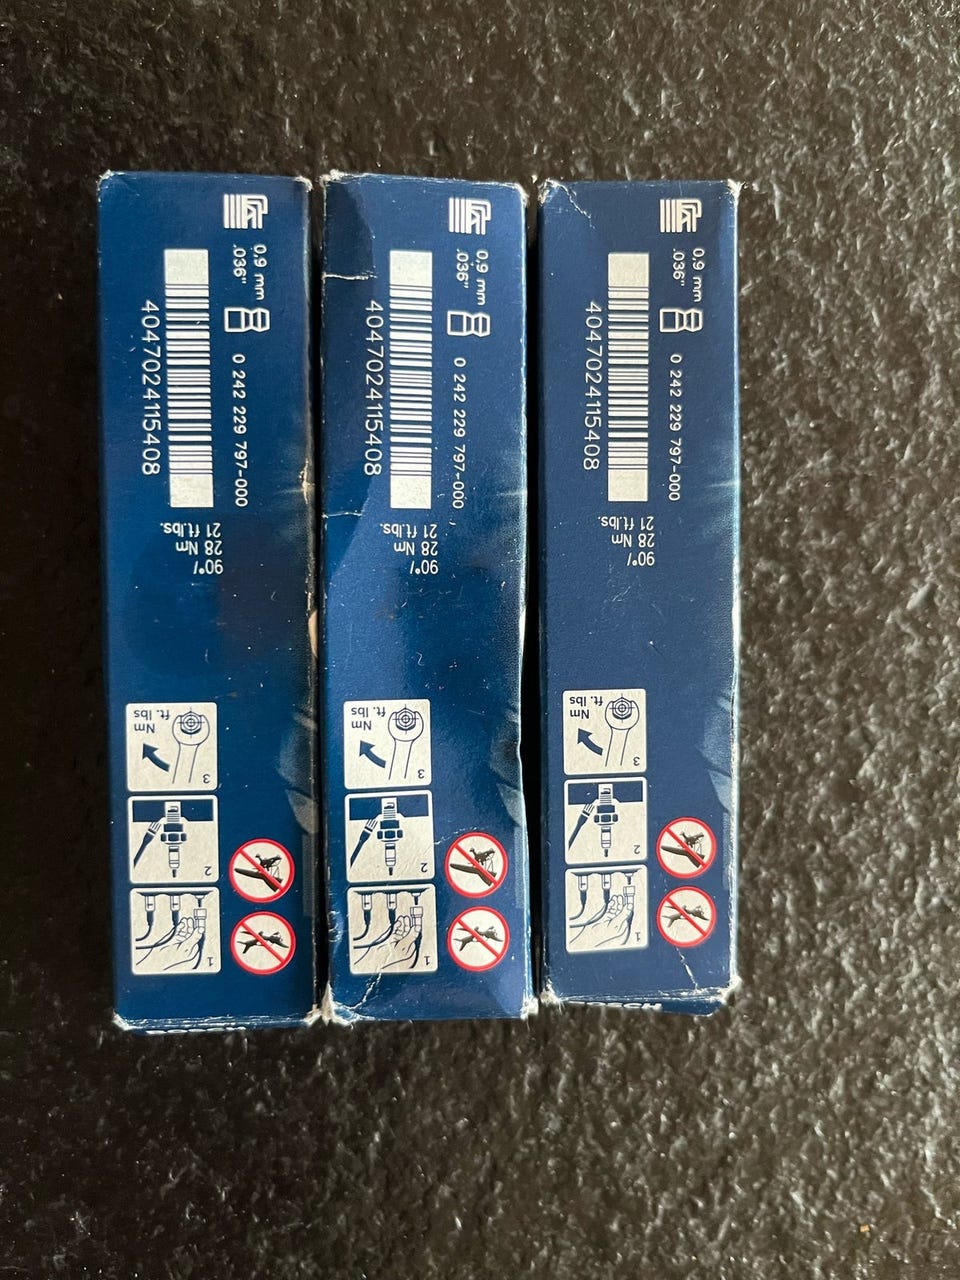 0,9 mm
.036"
0 242 229 797-000
4047024115408
90°/
28 Nm
21 ft.lbs.
Nm
ft. lbs
3
2
1
0,9 mm
.036"
0 242 229 797-000
4047024115408
90°/
28 Nm
21 ft.lbs.
Nm
ft. lbs
3
2
1
0,9 mm
.036"
0 242 229 797-000
4047024115408
90°/
28 Nm
21 ft.lbs.
Nm
ft. lbs
3
2
1